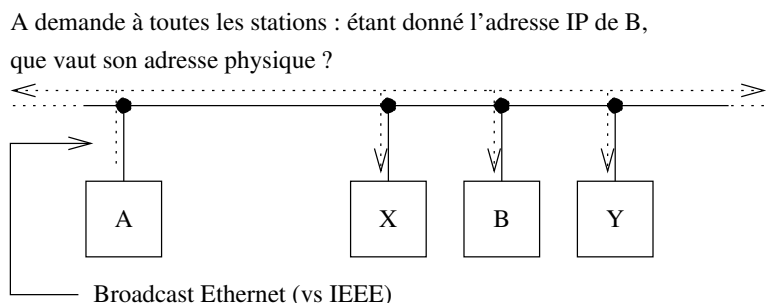 A demande à toutes les stations : étant donné l'adresse IP de B,
que vaut son adresse physique ?
A
X
B
Y
Broadcast Ethernet (vs IEEE)